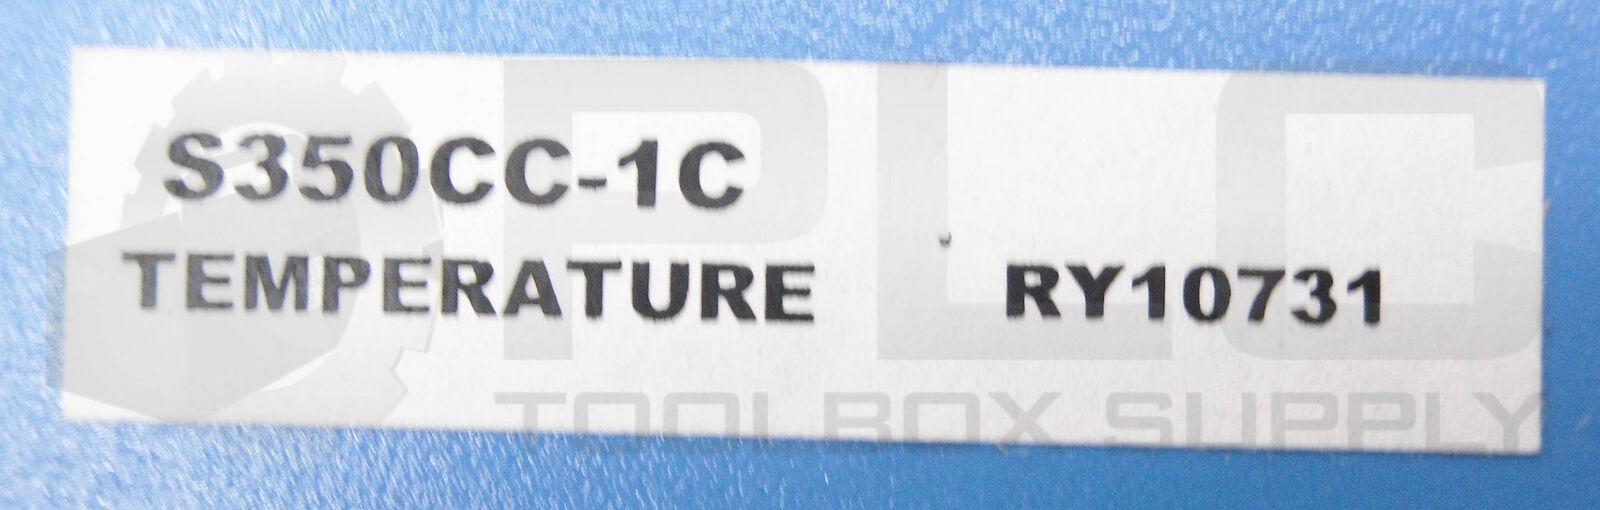 S350CC-1C
TEMPERATURE RY10731
PLC
TOOLBOX SUPPLY